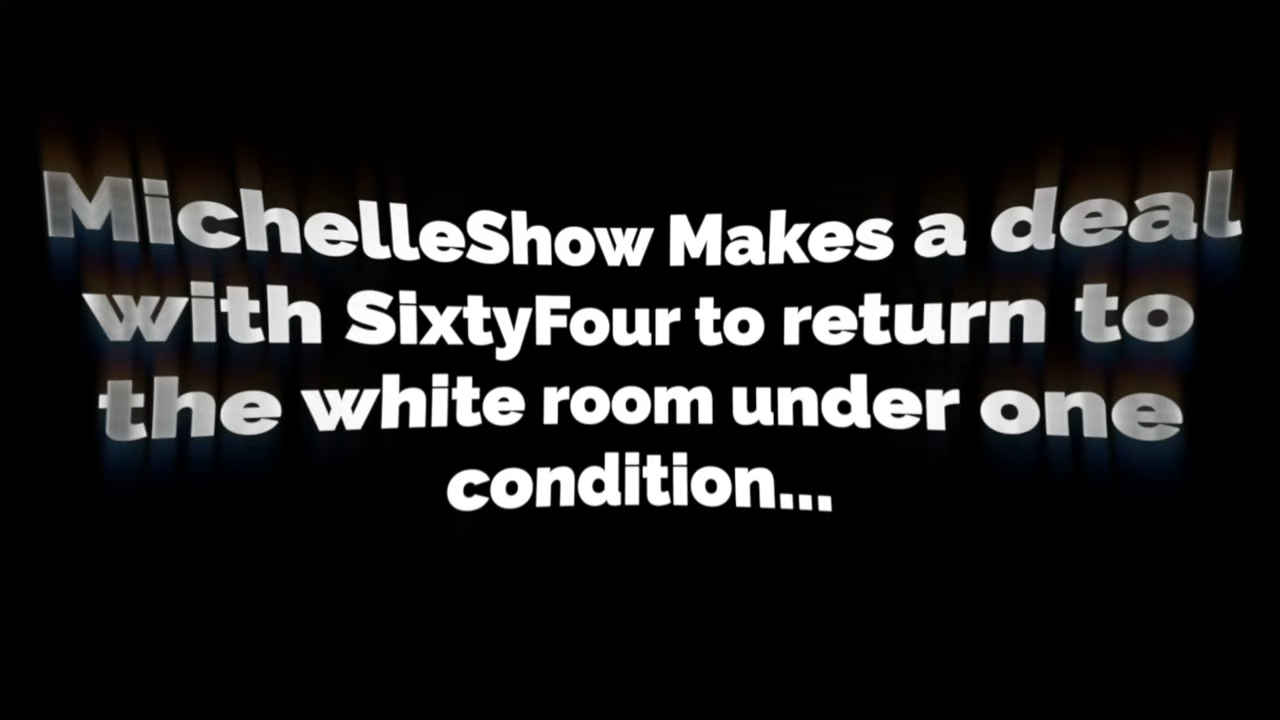 MichelleShow Makes a deal
with SixtyFour to return to
the white room under one
condition...